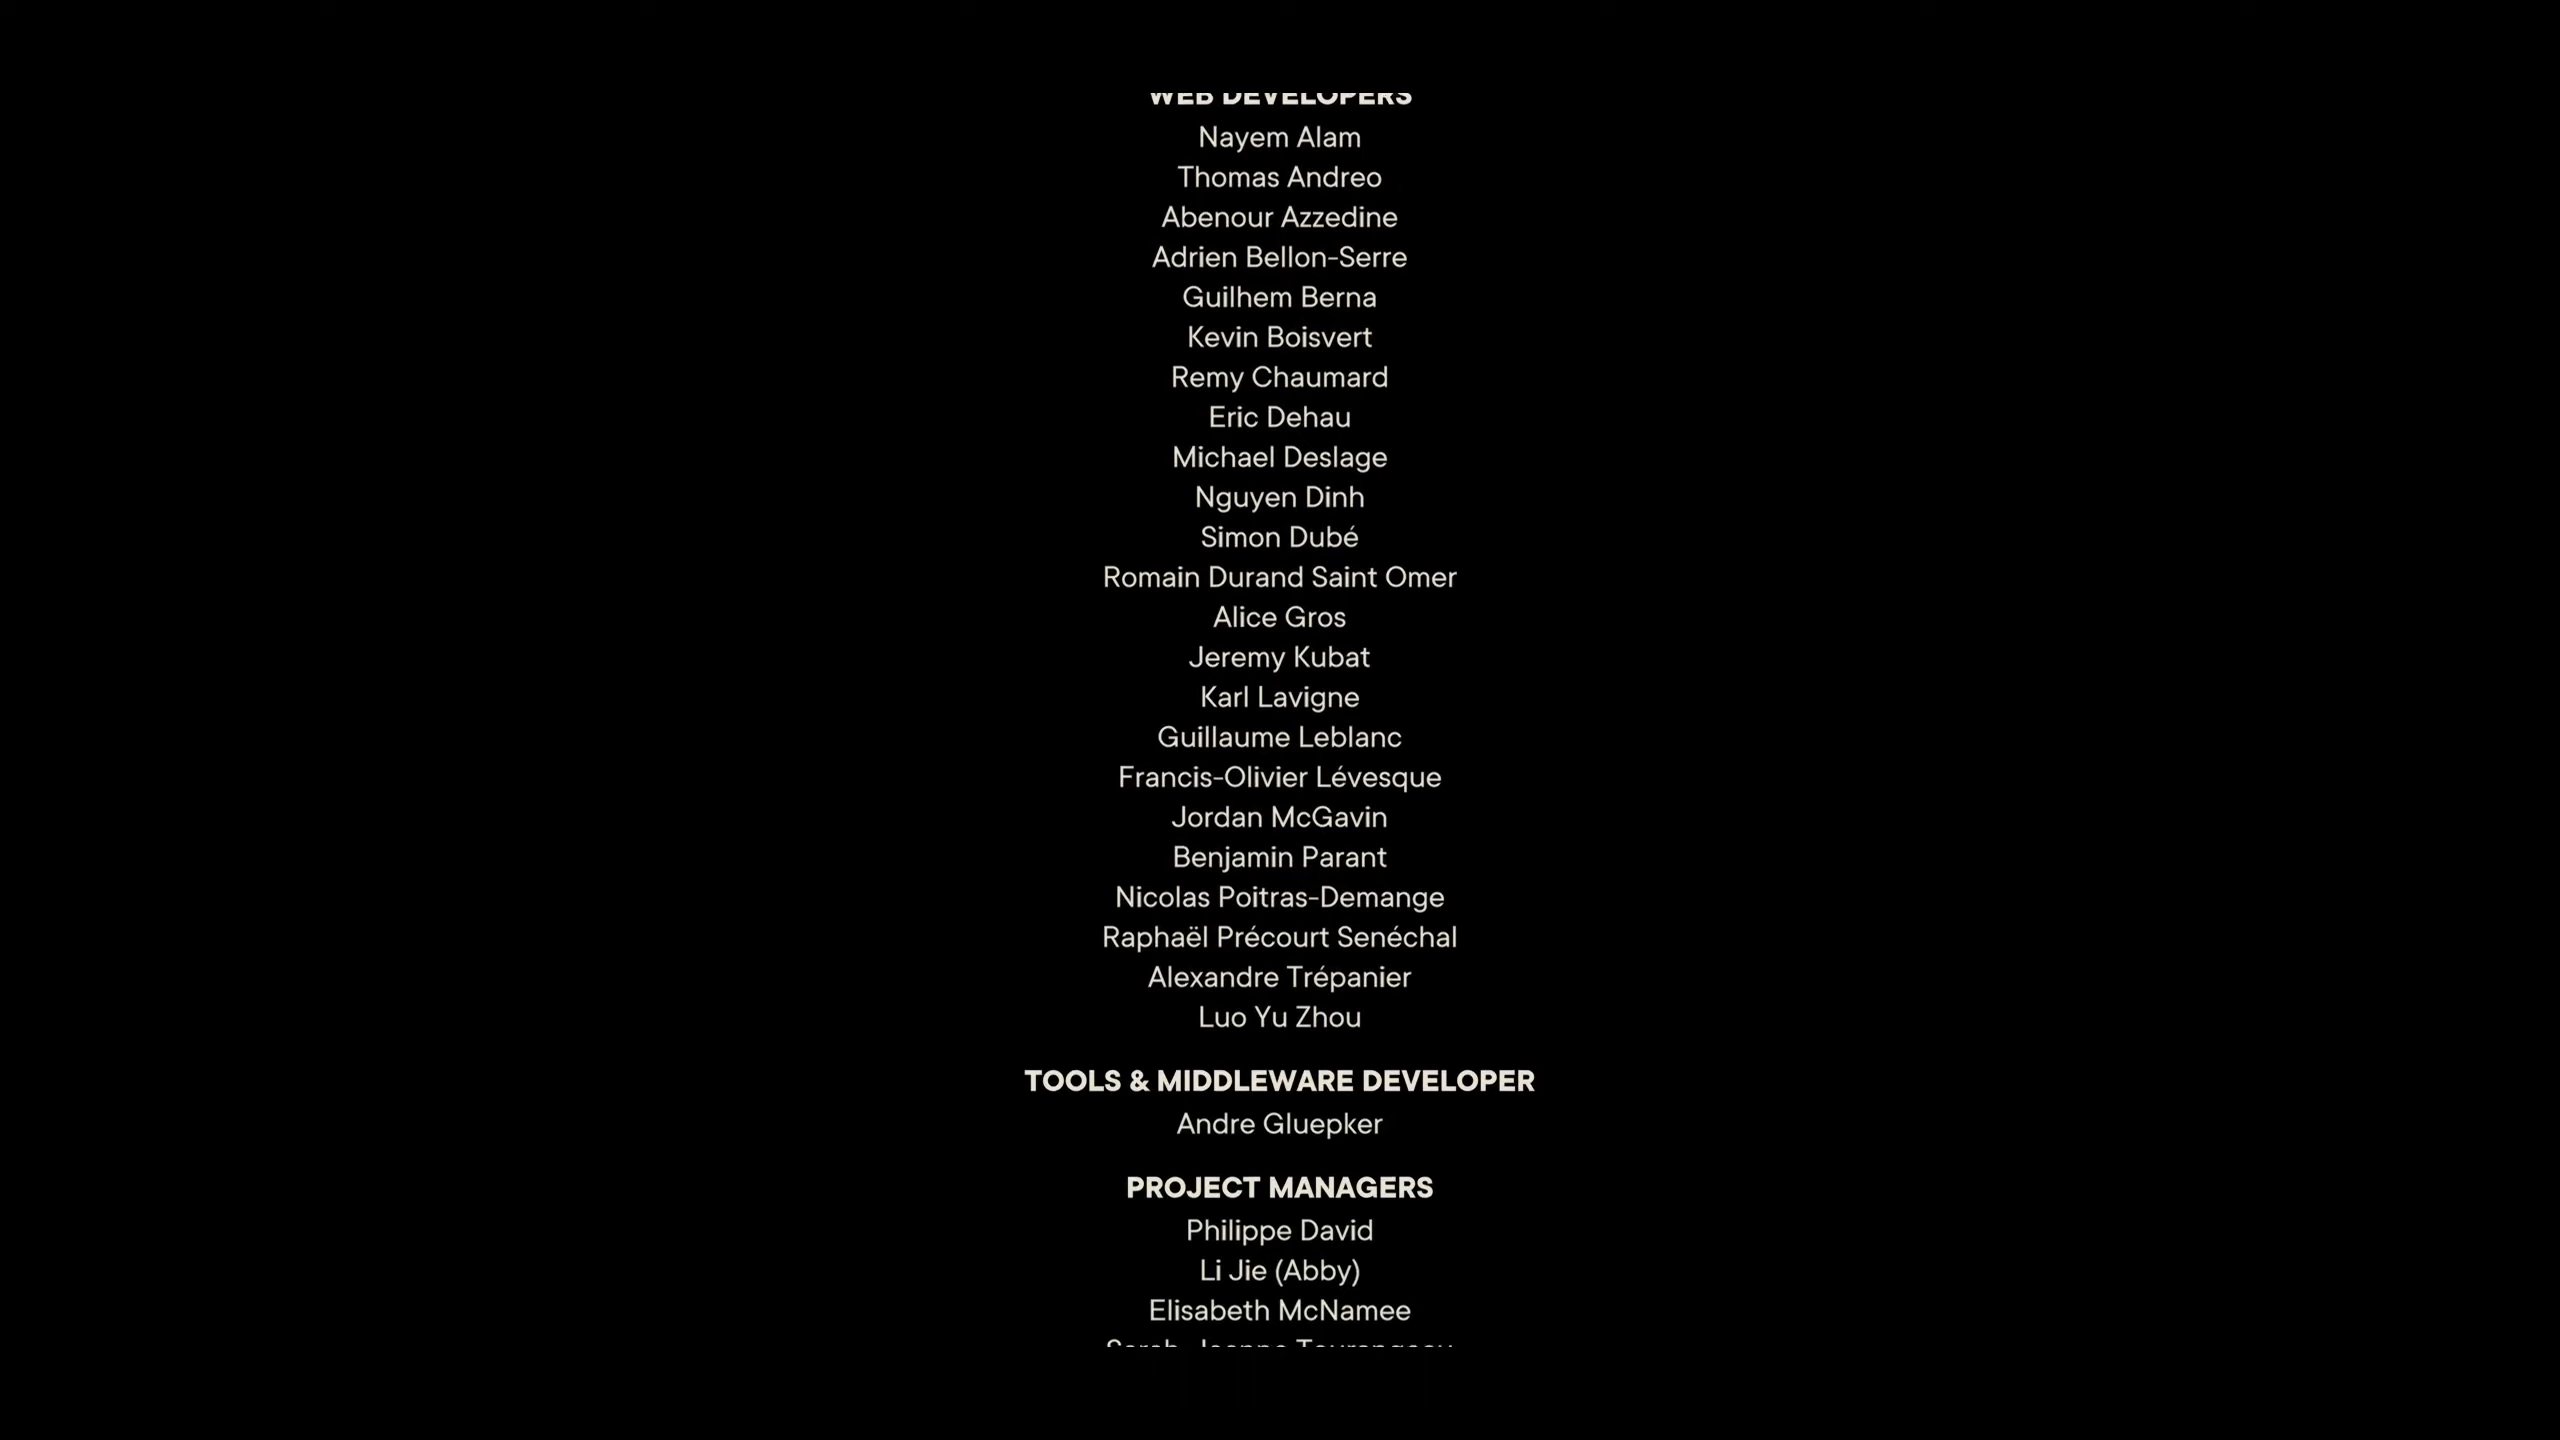 WEB DEVELOPERS
Nayem Alam
Thomas Andreo
Abenour Azzedine
Adrien Bellon-Serre
Guilhem Berna
Kevin Boisvert
Remy Chaumard
Eric Dehau
Michael Deslage
Nguyen Dinh
Simon Dubé
Romain Durand Saint Omer
Alice Gros
Jeremy Kubat
Karl Lavigne
Guillaume Leblanc
Francis-Olivier Lévesque
Jordan McGavin
Benjamin Parant
Nicolas Poitras-Demange
Raphaël Précourt Senéchal
Alexandre Trépanier
Luo Yu Zhou
TOOLS & MIDDLEWARE DEVELOPER
Andre Gluepker
PROJECT MANAGERS
Philippe David
Li Jie (Abby)
Elisabeth McNamee